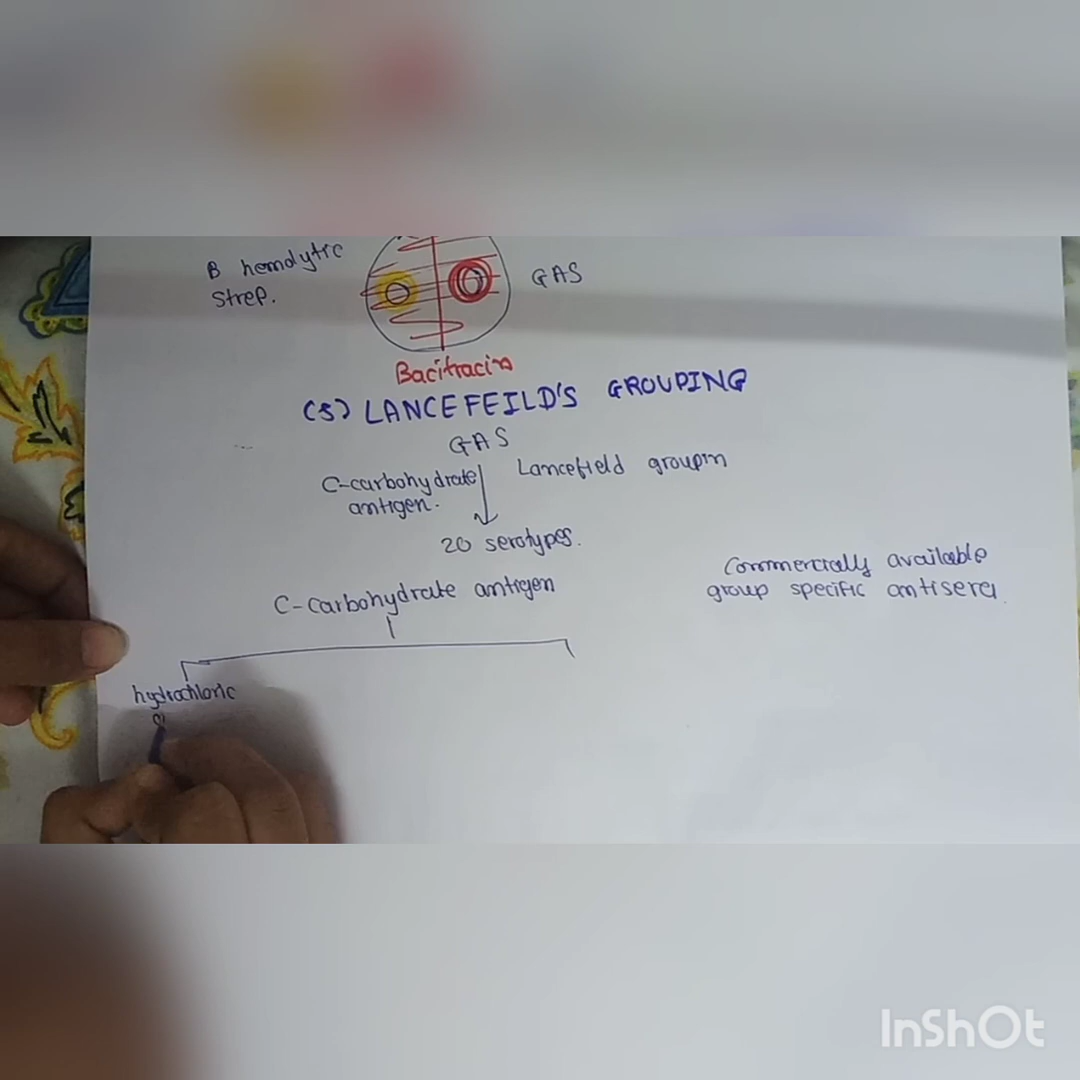 B hemolytic
strep.
GAS
Bacitracin
(5) LANCEFEILD'S GROUPING
GAS
C-carbohydrate
antigen.
Lancefield groupin
20 serotypes.
C-carbohydrate antigen
Commercially available
group specific antisera
hydrochloric
InShOt